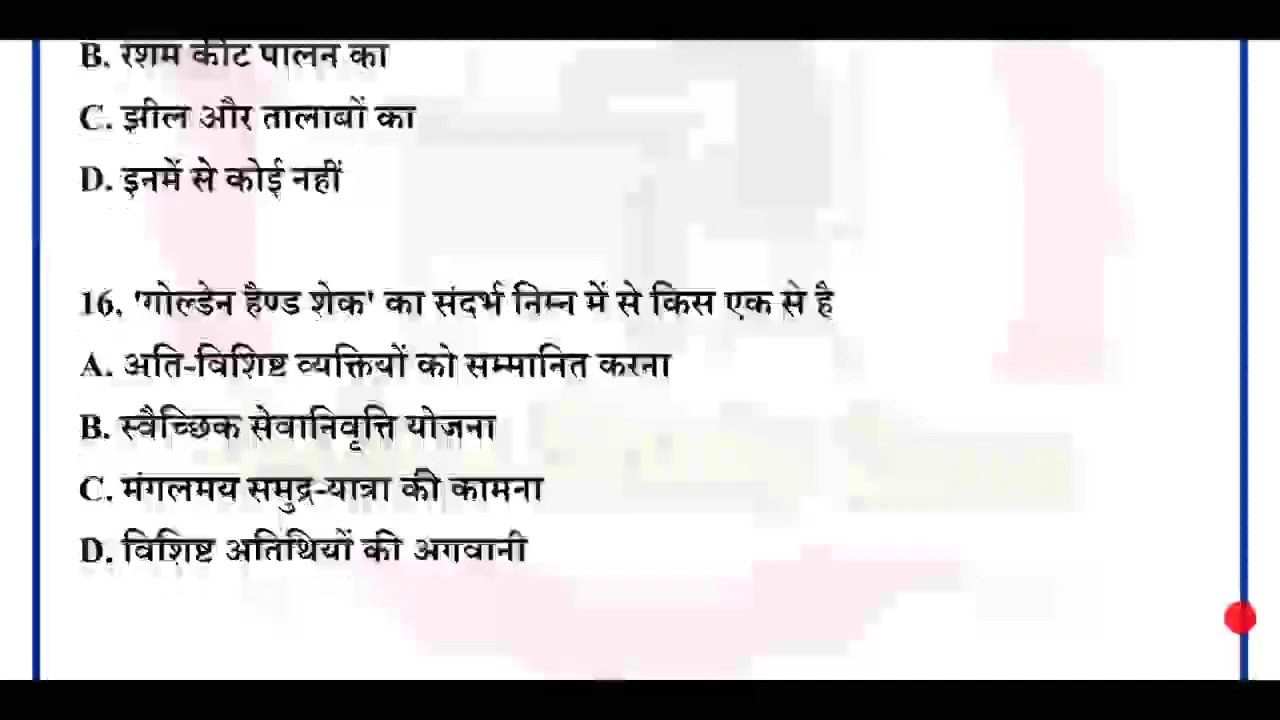 B. रेशम कीट पालन का
C. झील और तालाबों का
D. इनमें से कोई नहीं
16. 'गोल्डेन हैण्ड शेक' का संदर्भ निम्न में से किस एक से है
A. अति-विशिष्ट व्यक्तियों को सम्मानित करना
B. स्वैच्छिक सेवानिवृत्ति योजना
C. मंगलमय समुद्र-यात्रा की कामना
D. विशिष्ट अतिथियों की अगवानी